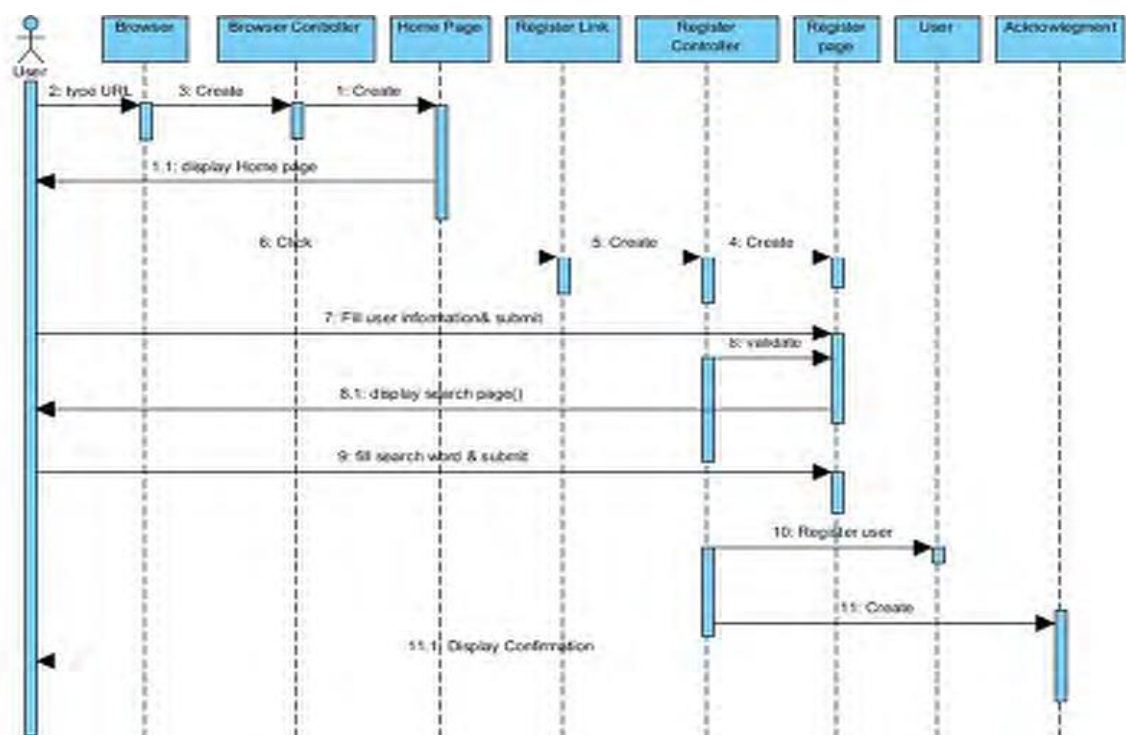 Browser
Browser Controller
Home Page
Register Link
Register
Controller
Register
page
User
Acknowlegment
User
2: type URL
3: Create
1: Create
1.1: display Home page
6: Click
5: Create
4: Create
7: Fill user information& submit
8: validate
8.1: display search page()
9: fill search word & submit
10: Register user
11: Create
11.1: Display Confirmation